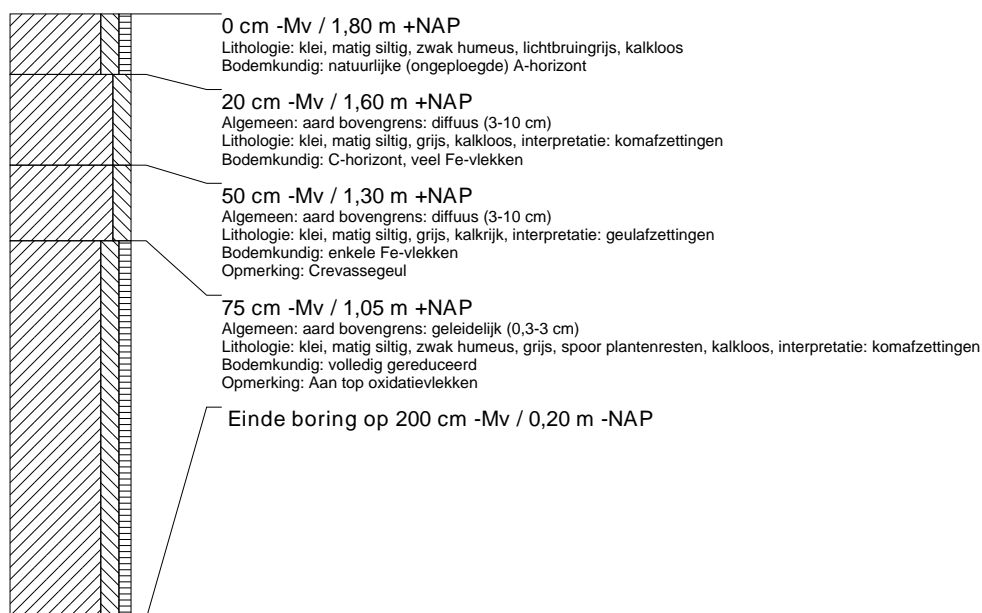 0 cm -Mv / 1,80 m +NAP
Lithologie: klei, matig siltig, zwak humeus, lichtbruingrijs, kalkloos
Bodemkundig: natuurlijke (ongeploegde) A-horizont
20 cm -Mv / 1,60 m +NAP
Algemeen: aard bovengrens: diffuus (3-10 cm)
Lithologie: klei, matig siltig, grijs, kalkloos, interpretatie: komafzettingen
Bodemkundig: C-horizont, veel Fe-vlekken
50 cm -Mv / 1,30 m +NAP
Algemeen: aard bovengrens: diffuus (3-10 cm)
Lithologie: klei, matig siltig, grijs, kalkrijk, interpretatie: geulafzettingen
Bodemkundig: enkele Fe-vlekken
Opmerking: Crevassegeul
75 cm -Mv / 1,05 m +NAP
Algemeen: aard bovengrens: geleidelijk (0,3-3 cm)
Lithologie: klei, matig siltig, zwak humeus, grijs, spoor plantenresten, kalkloos, interpretatie: komafzettingen
Bodemkundig: volledig gereduceerd
Opmerking: Aan top oxidatievlekken
Einde boring op 200 cm -Mv / 0,20 m -NAP